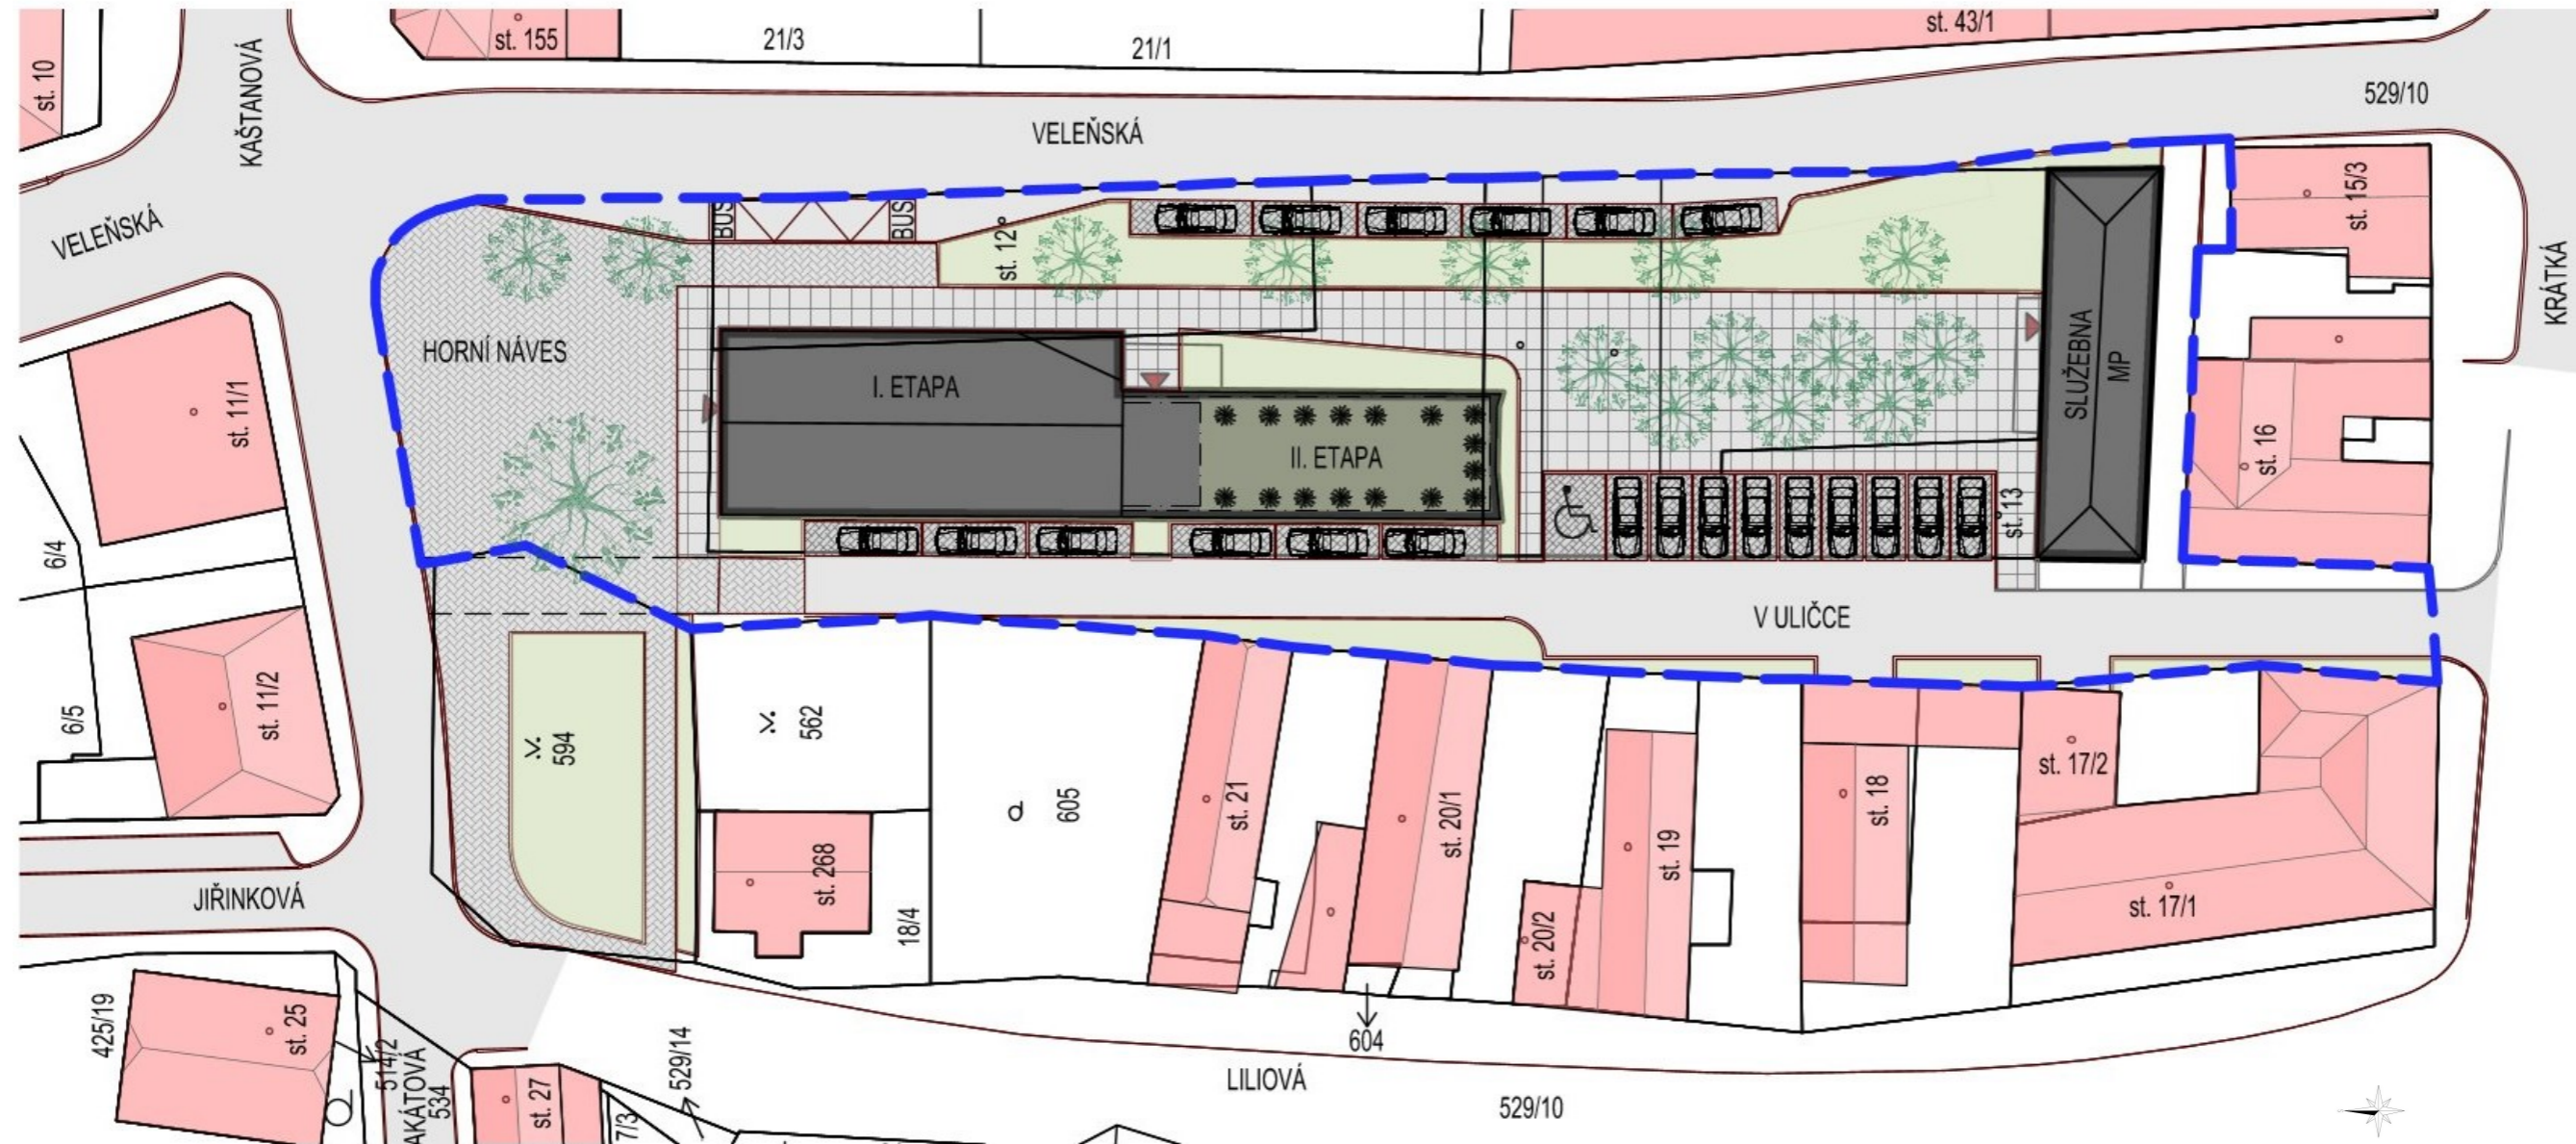 st. 10
KAŠTANOVÁ
st. 155
21/3
21/1
st. 43/1
529/10
VELEŇSKÁ
VELEŇSKÁ
BUS
BUS
st. 12
st. 15/3
KRÁTKÁ
HORNÍ NÁVES
I. ETAPA
II. ETAPA
SLUŽEBNA
MP
st. 11/1
st. 16
st. 13
6/4
V ULIČCE
st. 11/2
6/5
594
562
605
st. 21
st. 20/1
st. 19
st. 18
st. 17/2
st. 268
st. 17/1
JIŘINKOVÁ
18/4
st. 20/2
425/19
st. 25
514/2
AKÁTOVÁ
534
st. 27
7/3
529/14
604
LILIOVÁ
529/10